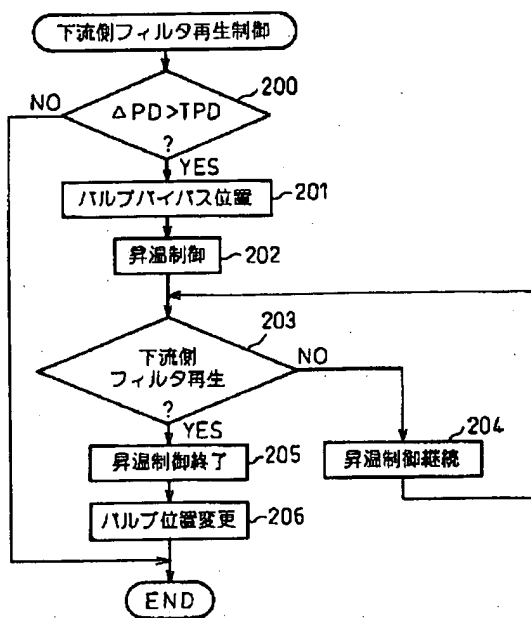 下流側フィルタ再生制御
200
NO
ΔPD>TPD
?
YES
バルブバイパス位置
201
昇温制御
202
203
下流側
フィルタ再生
?
NO
YES
204
昇温制御終了
205
昇温制御継続
バルブ位置変更
206
END